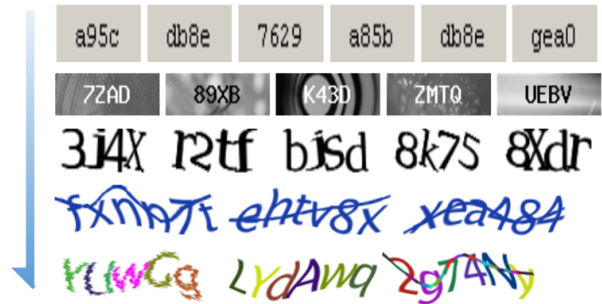 a95c db8e 7629 a85b db8e gea0
7ZAD 89XB K43D ZMTQ UEBV
3j4X r2tf bjsd 8k75 8Xdr
ehtv8x xea484
LYdAwq 2gT4Ny